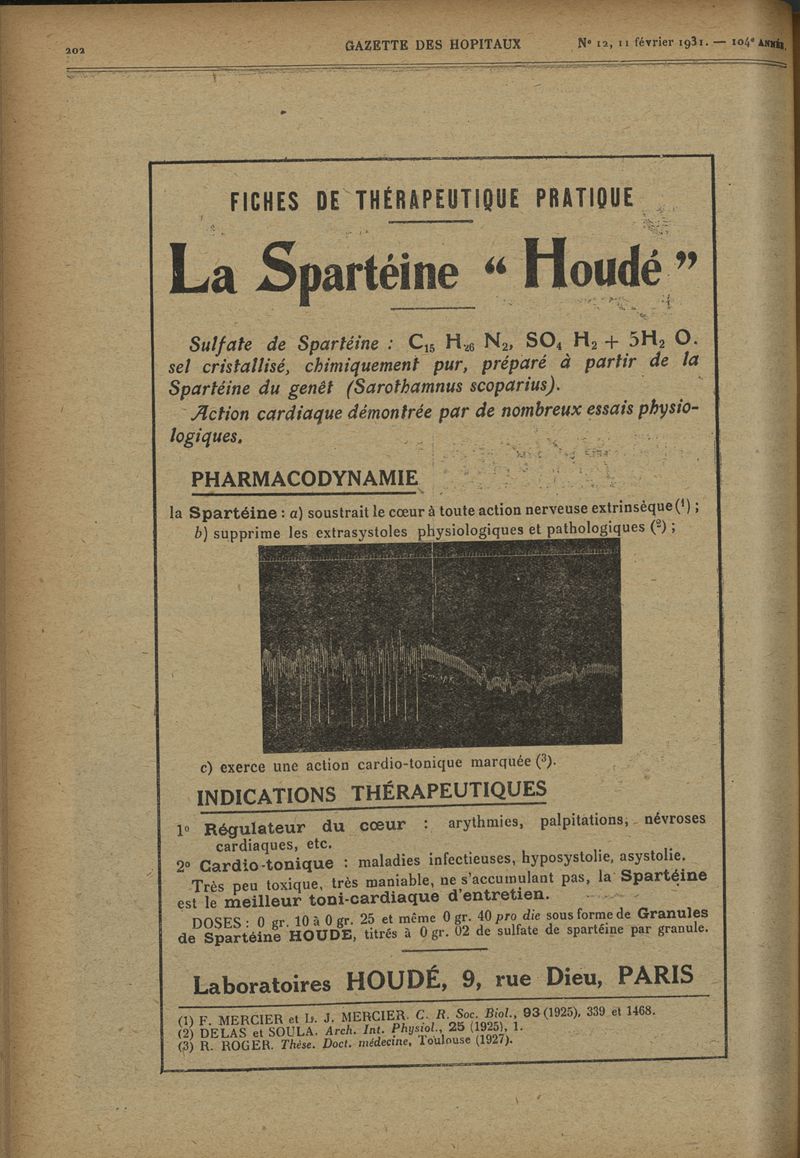 202
GAZETTE DES HOPITAUX
N° 12, 11 février 1931. — 104e ANNÉE.
FICHES DE THÉRAPEUTIQUE PRATIQUE
La Spartéine “ Houdé ”
Sulfate de Spartéine : C15 H26 N2, SO4 H2 + 5H2 O.
sel cristallisé, chimiquement pur, préparé à partir de la
Spartéine du genêt (Sarothamnus scoparius).
Action cardiaque démontrée par de nombreux essais physio-
logiques.
PHARMACODYNAMIE
la Spartéine : a) soustrait le cœur à toute action nerveuse extrinsèque (1) ;
b) supprime les extrasystoles physiologiques et pathologiques (2) ;
c) exerce une action cardio-tonique marquée (3).
INDICATIONS THÉRAPEUTIQUES
1° Régulateur du cœur : arythmies, palpitations, névroses
cardiaques, etc.
2° Cardio-tonique : maladies infectieuses, hyposystolie, asystolie.
Très peu toxique, très maniable, ne s'accumulant pas, la Spartéine
est le meilleur toni-cardiaque d'entretien.
DOSES : 0 gr. 10 à 0 gr. 25 et même 0 gr. 40 pro die sous forme de Granules
de Spartéine HOUDÉ, titrés à 0 gr. 02 de sulfate de spartéine par granule.
Laboratoires HOUDÉ, 9, rue Dieu, PARIS
(1) F. MERCIER et L. J. MERCIER. C. R. Soc. Biol., 93 (1925), 339 et 1468.
(2) DELAS et SOULA. Arch. Int. Physiol., 25 (1925), 1.
(3) R. ROGER. Thèse. Doct. médecine, Toulouse (1927).